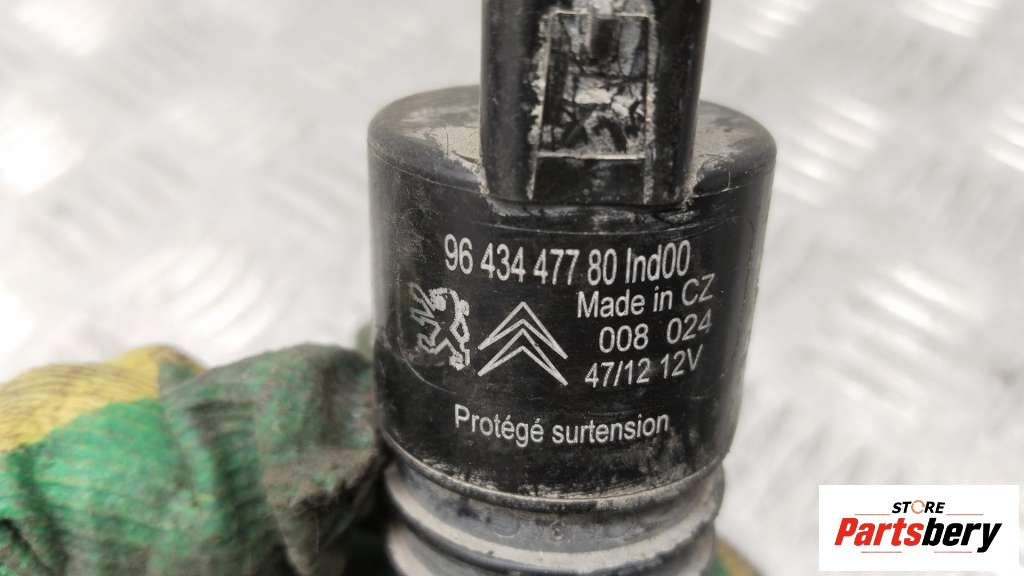 96 434 477 80 Ind00
Made in CZ
008 024
47/12 12V
Protégé surtension
STORE
Partsbery